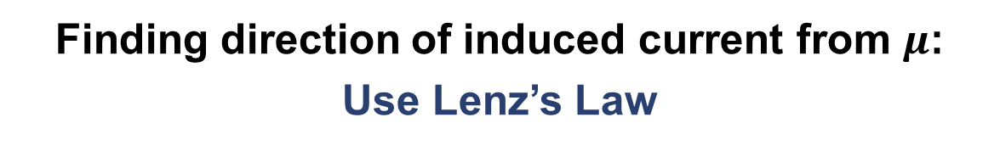 Finding direction of induced current from 𝝁:
Use Lenz’s Law